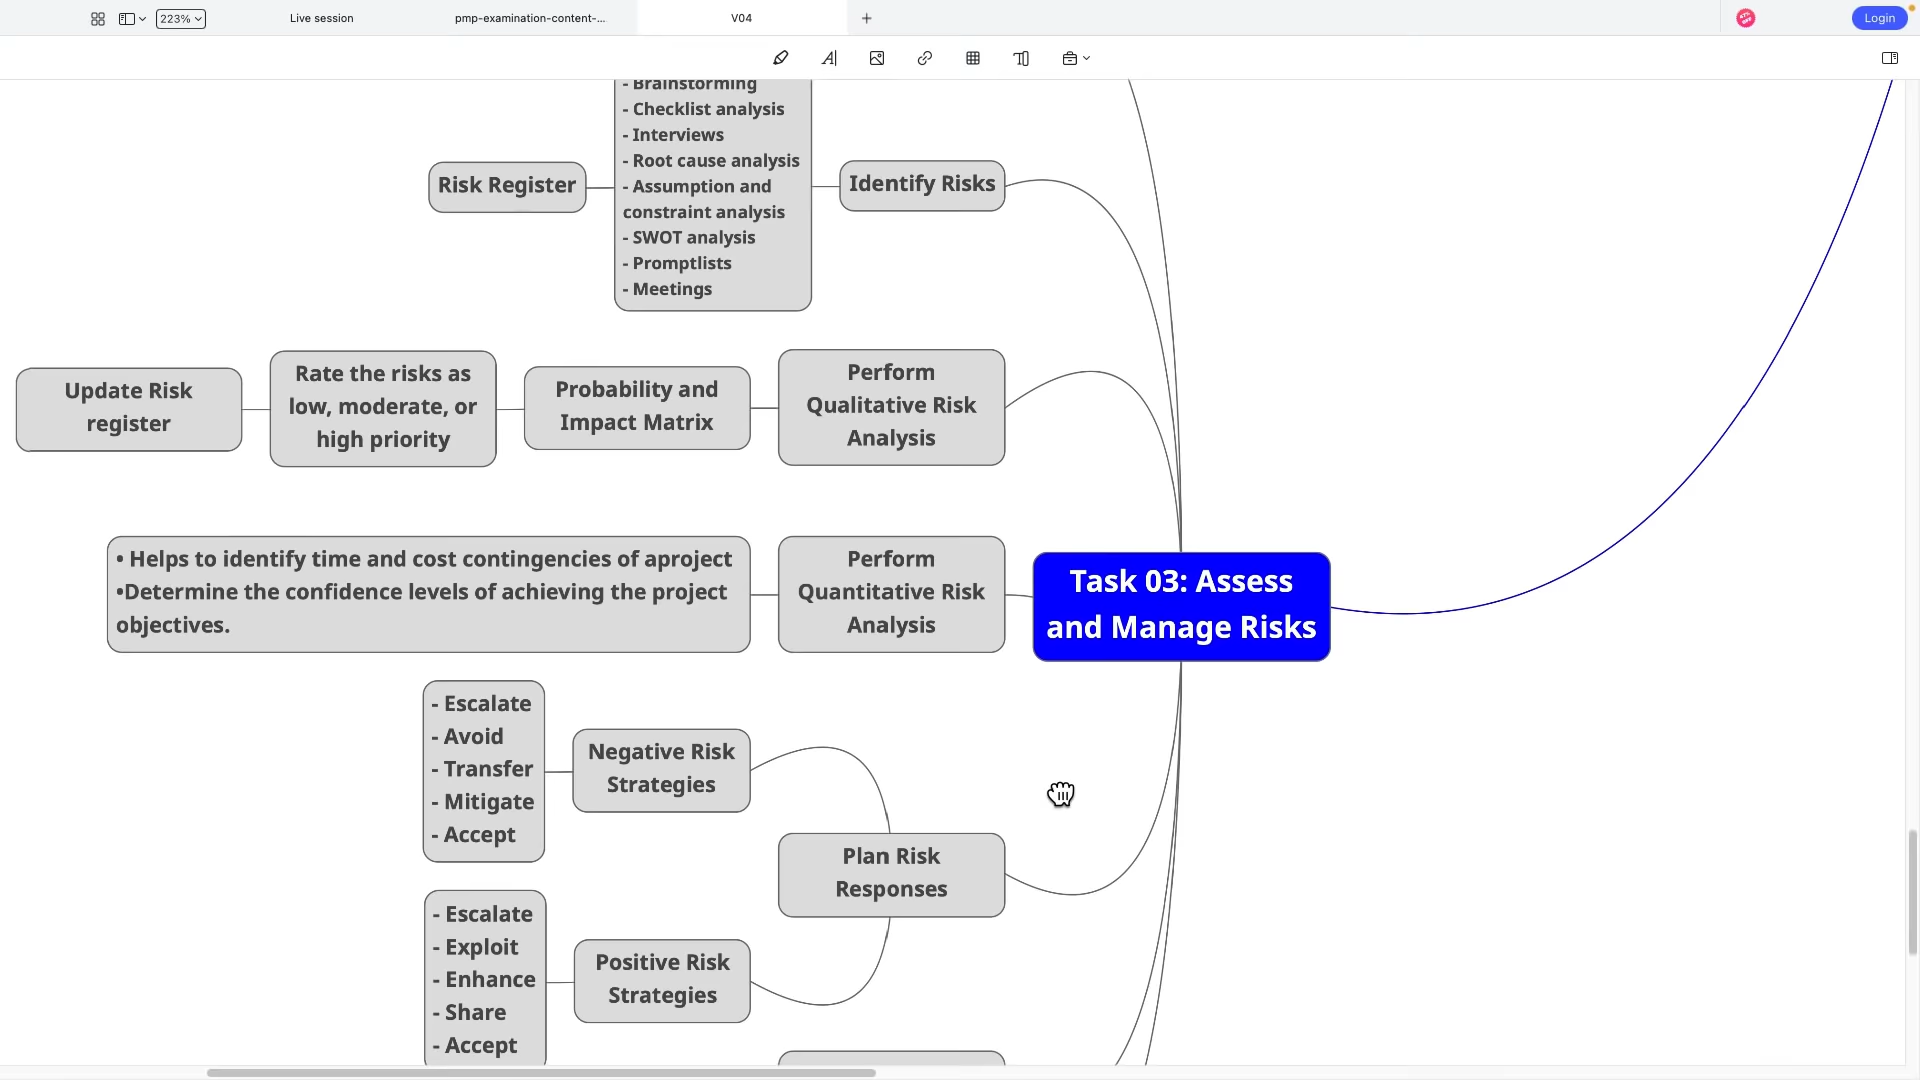 223%
Live session
pmp-examination-content-...
V04
Login
- Brainstorming
- Checklist analysis
- Interviews
- Root cause analysis
- Assumption and
constraint analysis
- SWOT analysis
- Promptlists
- Meetings
Risk Register
Identify Risks
Update Risk
register
Rate the risks as
low, moderate, or
high priority
Probability and
Impact Matrix
Perform
Qualitative Risk
Analysis
• Helps to identify time and cost contingencies of aproject
•Determine the confidence levels of achieving the project
objectives.
Perform
Quantitative Risk
Analysis
Task 03: Assess
and Manage Risks
- Escalate
- Avoid
- Transfer
- Mitigate
- Accept
Negative Risk
Strategies
Plan Risk
Responses
- Escalate
- Exploit
- Enhance
- Share
- Accept
Positive Risk
Strategies